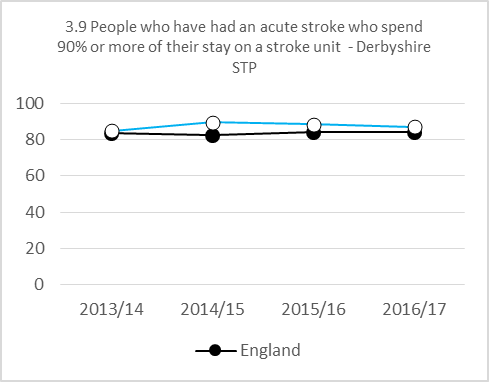 3.9 People who have had an acute stroke who spend
90% or more of their stay on a stroke unit - Derbyshire
STP
100
80
60
40
20
0
2013/14 2014/15 2015/16 2016/17
England